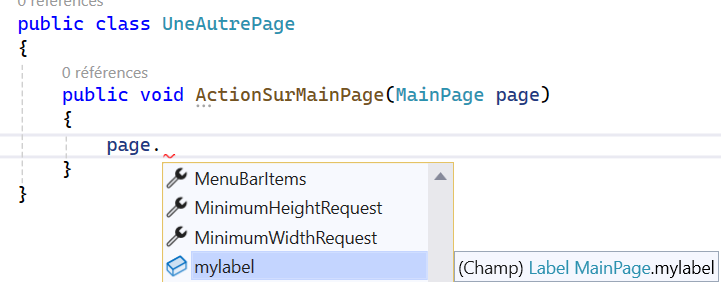 0 références
public class UneAutrePage
{
0 références
public void ActionSurMainPage(MainPage page)
{
page.
MenuBarItems
MinimumHeightRequest
MinimumWidthRequest
mylabel
(Champ) Label MainPage.mylabel
}
}